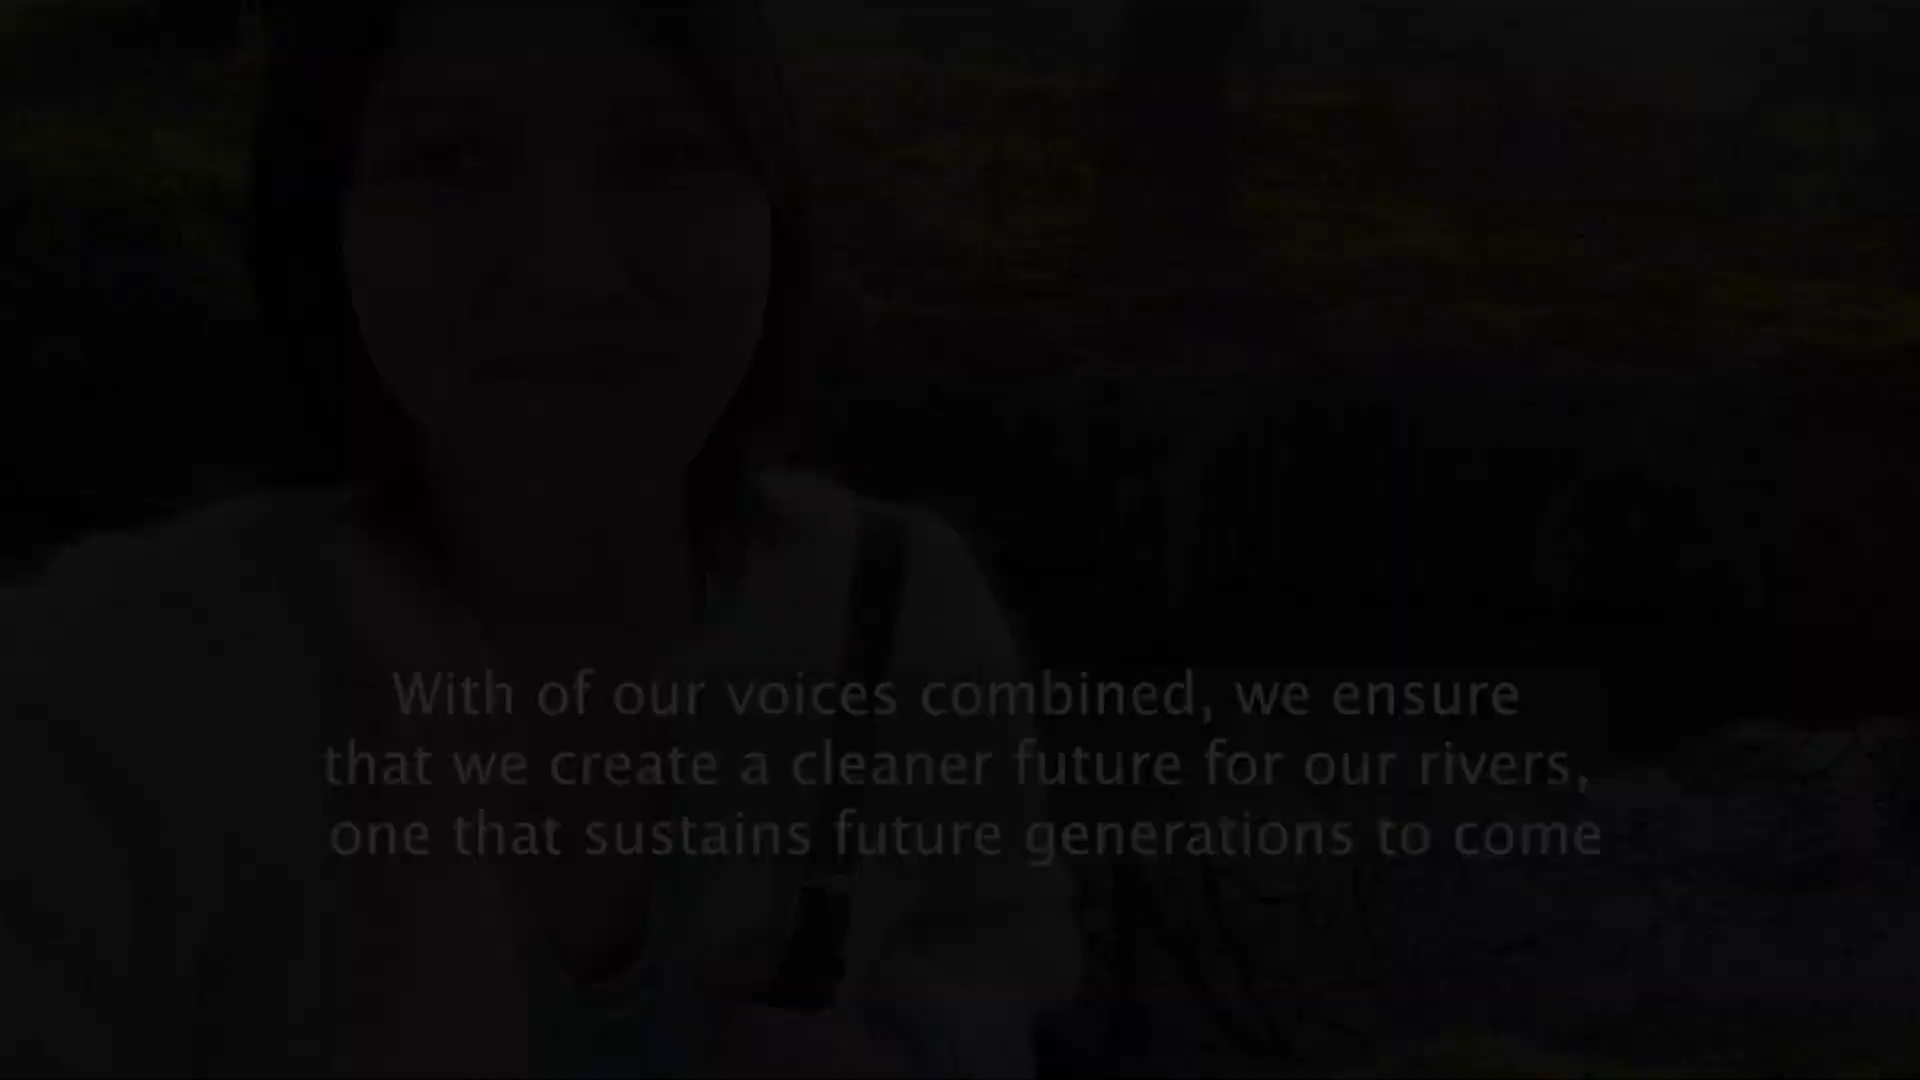 With of our voices combined, we ensure
that we create a cleaner future for our rivers,
one that sustains future generations to come